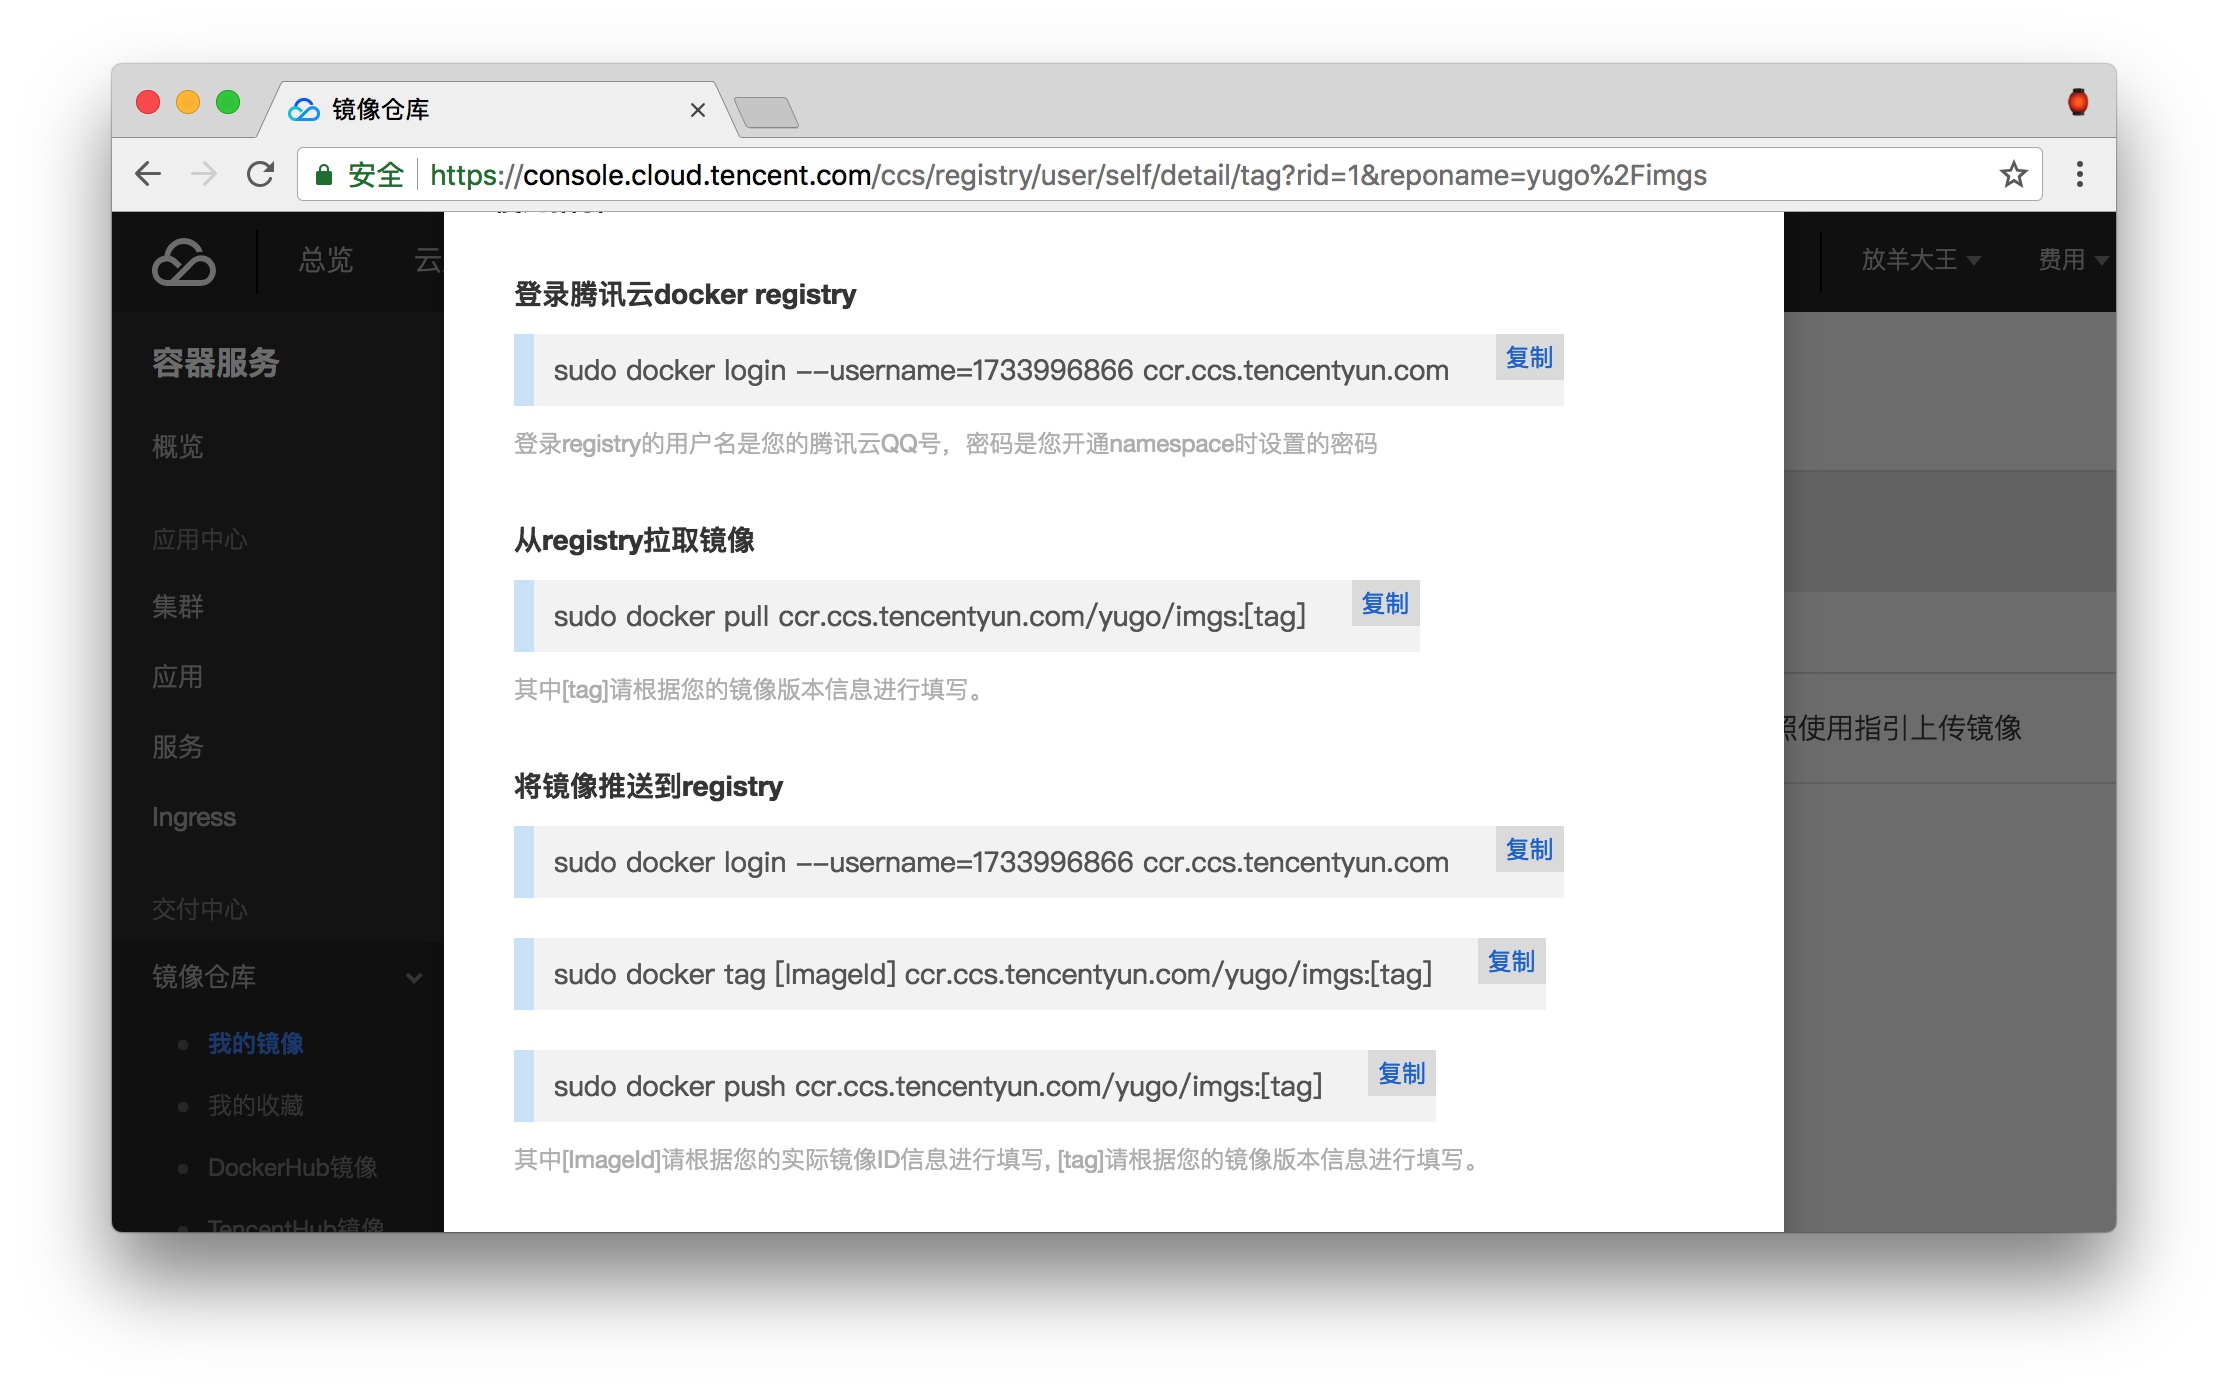 镜像仓库
安全 https://console.cloud.tencent.com/ccs/registry/user/self/detail/tag?rid=1&reponame=yugo%2Fimgs
总览
云
放羊大王
费用
容器服务
概览
应用中心
集群
应用
服务
Ingress
交付中心
镜像仓库
我的镜像
我的收藏
DockerHub镜像
TencentHub镜像
登录腾讯云docker registry
sudo docker login --username=1733996866 ccr.ccs.tencentyun.com
复制
登录registry的用户名是您的腾讯云QQ号，密码是您开通namespace时设置的密码
从registry拉取镜像
sudo docker pull ccr.ccs.tencentyun.com/yugo/imgs:[tag]
复制
其中[tag]请根据您的镜像版本信息进行填写。
将镜像推送到registry
sudo docker login --username=1733996866 ccr.ccs.tencentyun.com
复制
sudo docker tag [ImageId] ccr.ccs.tencentyun.com/yugo/imgs:[tag]
复制
sudo docker push ccr.ccs.tencentyun.com/yugo/imgs:[tag]
复制
其中[ImageId]请根据您的实际镜像ID信息进行填写, [tag]请根据您的镜像版本信息进行填写。
照使用指引上传镜像